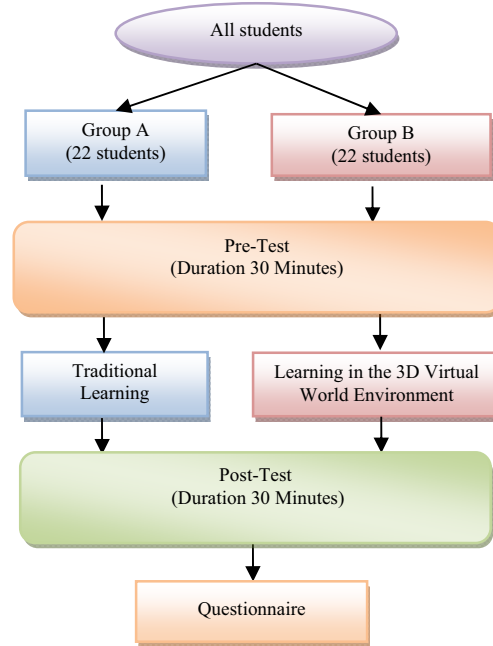 All students
Group A
(22 students)
Group B
(22 students)
Pre-Test
(Duration 30 Minutes)
Traditional
Learning
Learning in the 3D Virtual
World Environment
Post-Test
(Duration 30 Minutes)
Questionnaire